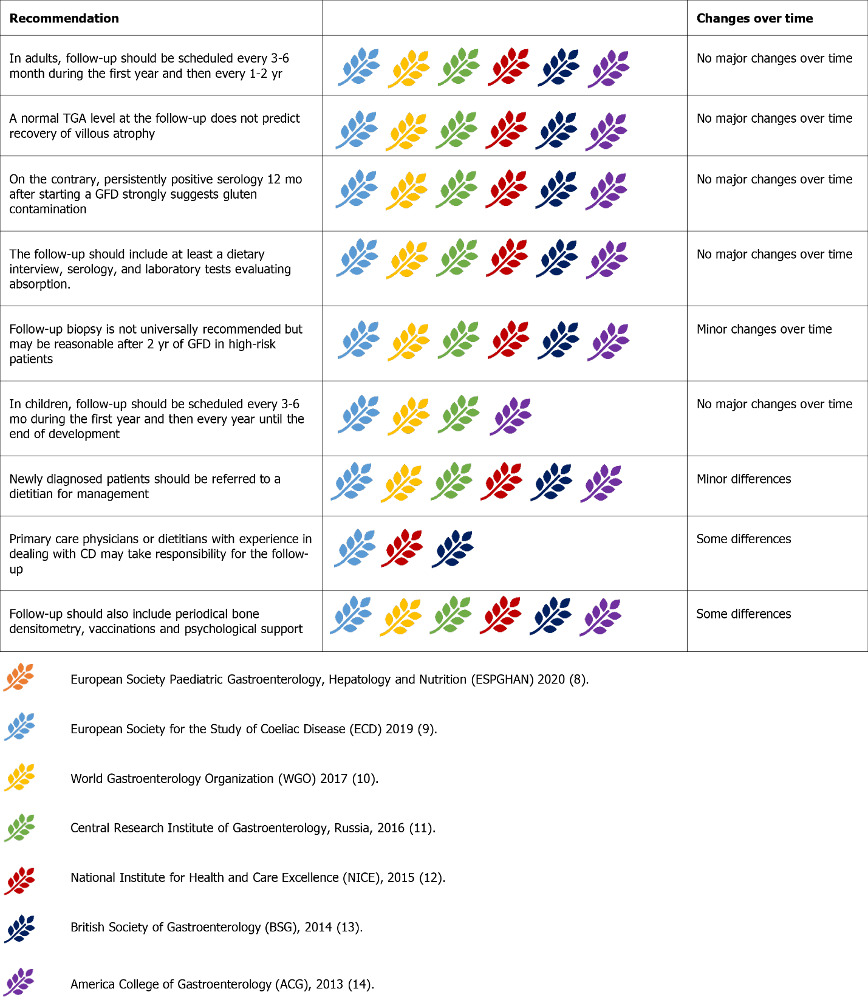 Recommendation
Changes over time
In adults, follow-up should be scheduled every 3-6
month during the first year and then every 1-2 yr
No major changes over time
A normal TGA level at the follow-up does not predict
recovery of villous atrophy
No major changes over time
On the contrary, persistently positive serology 12 mo
after starting a GFD strongly suggests gluten
contamination
No major changes over time
The follow-up should include at least a dietary
interview, serology, and laboratory tests evaluating
absorption.
No major changes over time
Follow-up biopsy is not universally recommended but
may be reasonable after 2 yr of GFD in high-risk
patients
Minor changes over time
In children, follow-up should be scheduled every 3-6
mo during the first year and then every year until the
end of development
No major changes over time
Newly diagnosed patients should be referred to a
dietitian for management
Minor differences
Primary care physicians or dietitians with experience in
dealing with CD may take responsibility for the follow-
up
Some differences
Follow-up should also include periodical bone
densitometry, vaccinations and psychological support
Some differences
European Society Paediatric Gastroenterology, Hepatology and Nutrition (ESPGHAN) 2020 (8).
European Society for the Study of Coeliac Disease (ECD) 2019 (9).
World Gastroenterology Organization (WGO) 2017 (10).
Central Research Institute of Gastroenterology, Russia, 2016 (11).
National Institute for Health and Care Excellence (NICE), 2015 (12).
British Society of Gastroenterology (BSG), 2014 (13).
America College of Gastroenterology (ACG), 2013 (14).